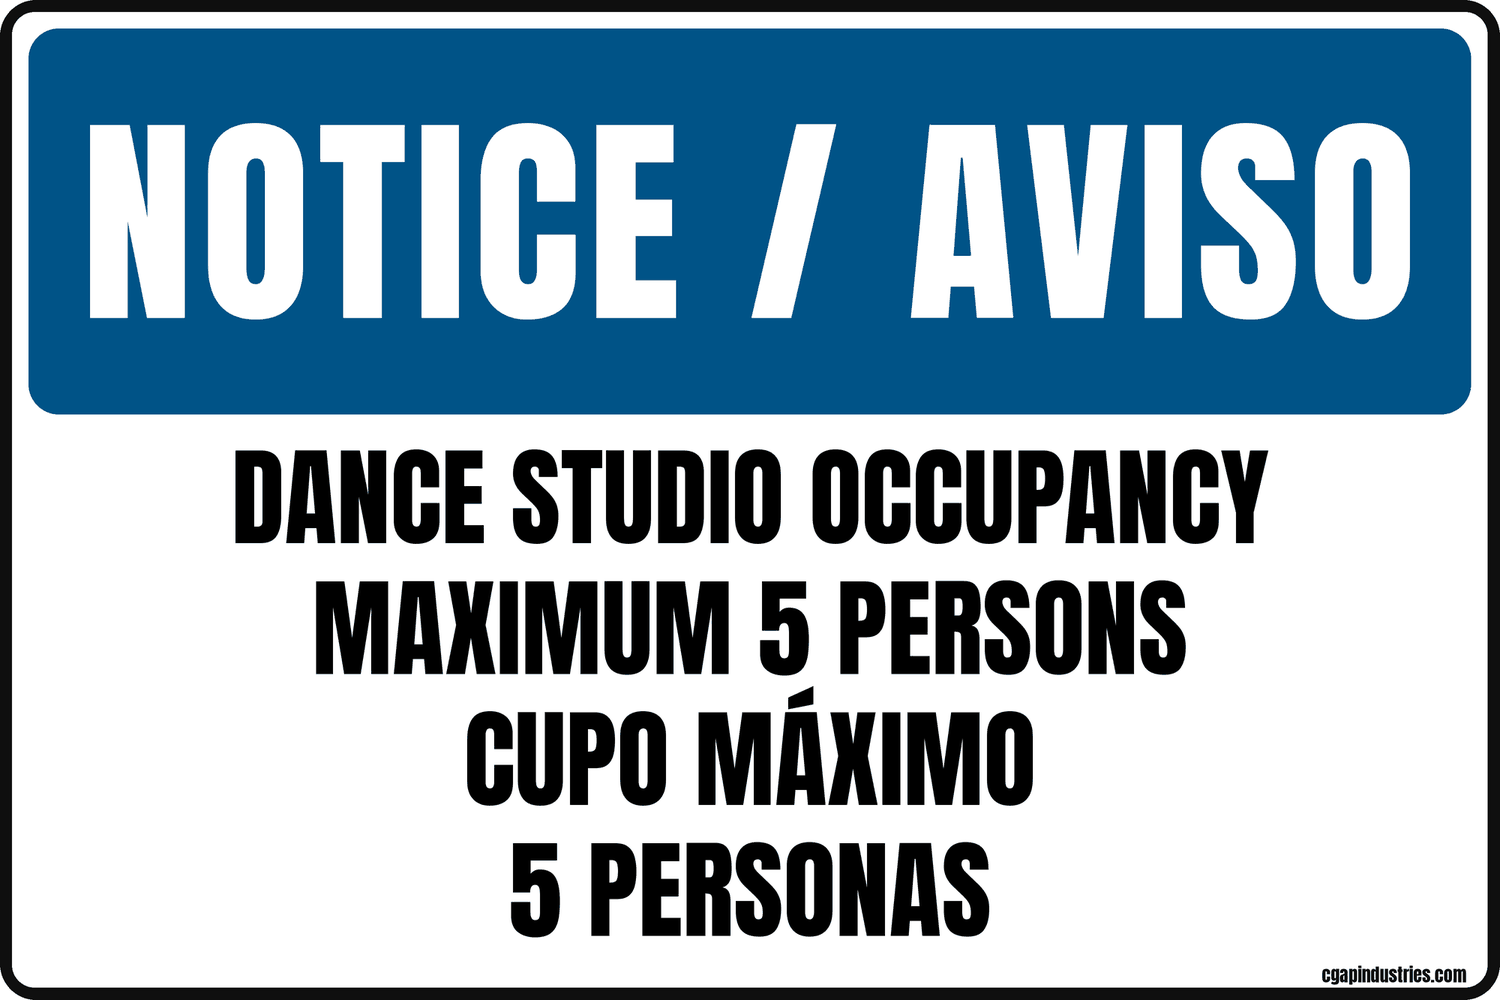 NOTICE / AVISO
DANCE STUDIO OCCUPANCY
MAXIMUM 5 PERSONS
CUPO MÁXIMO
5 PERSONAS
cgapindustries.com